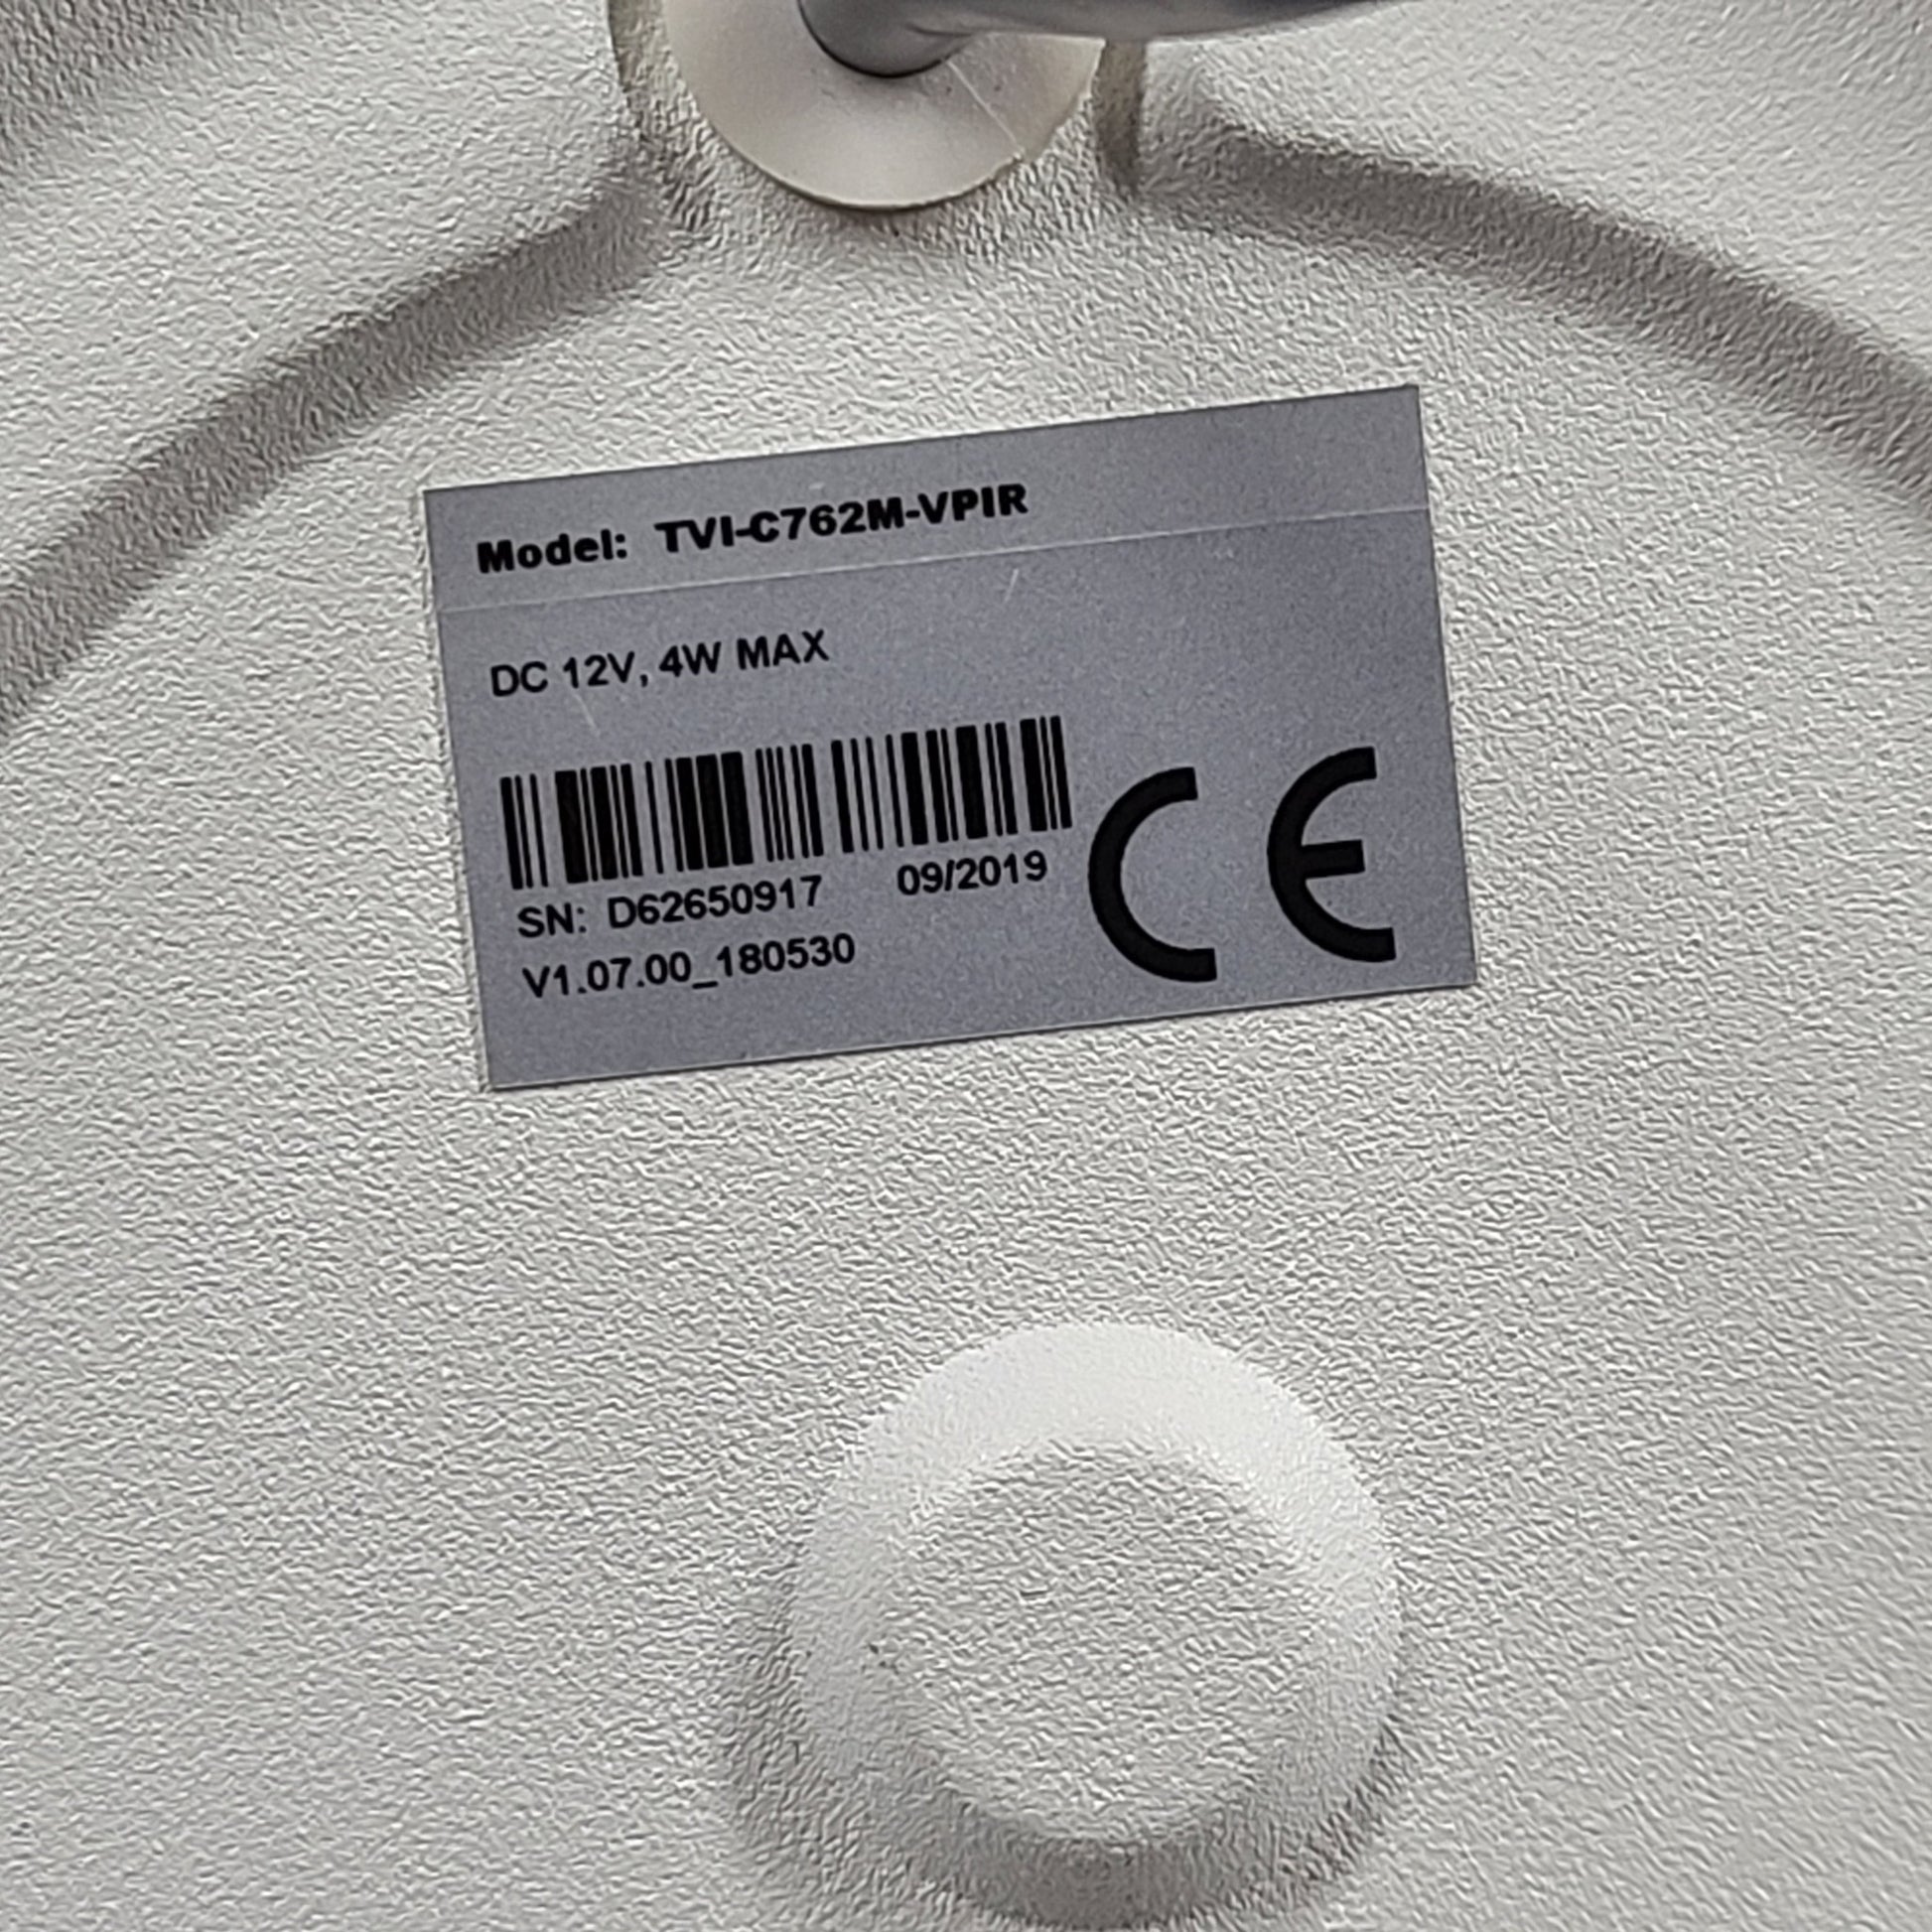 Model: TVI-C762M-VPIR
DC 12V, 4W MAX
SN: D62650917 09/2019
V1.07.00_180530
CE